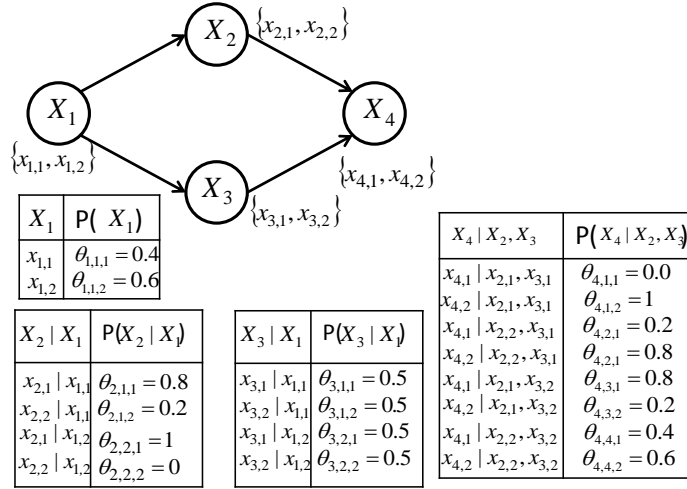 X₂
{x₂,₁, x₂,₂}
X₁
{x₁,₁, x₁,₂}
X₄
{x₄,₁, x₄,₂}
X₃
{x₃,₁, x₃,₂}
X₁ P( X₁)
x₁,₁ θ₁,₁,₁ = 0.4
x₁,₂ θ₁,₁,₂ = 0.6
X₂ | X₁ P(X₂ | X₁)
x₂,₁ | x₁,₁ θ₂,₁,₁ = 0.8
x₂,₂ | x₁,₁ θ₂,₁,₂ = 0.2
x₂,₁ | x₁,₂ θ₂,₂,₁ = 1
x₂,₂ | x₁,₂ θ₂,₂,₂ = 0
X₃ | X₁ P(X₃ | X₁)
x₃,₁ | x₁,₁ θ₃,₁,₁ = 0.5
x₃,₂ | x₁,₁ θ₃,₁,₂ = 0.5
x₃,₁ | x₁,₂ θ₃,₂,₁ = 0.5
x₃,₂ | x₁,₂ θ₃,₂,₂ = 0.5
X₄ | X₂, X₃ P(X₄ | X₂, X₃)
x₄,₁ | x₂,₁, x₃,₁ θ₄,₁,₁ = 0.0
x₄,₂ | x₂,₁, x₃,₁ θ₄,₁,₂ = 1
x₄,₁ | x₂,₂, x₃,₁ θ₄,₂,₁ = 0.2
x₄,₂ | x₂,₂, x₃,₁ θ₄,₂,₁ = 0.8
x₄,₁ | x₂,₁, x₃,₂ θ₄,₃,₁ = 0.8
x₄,₂ | x₂,₁, x₃,₂ θ₄,₃,₂ = 0.2
x₄,₁ | x₂,₂, x₃,₂ θ₄,₄,₁ = 0.4
x₄,₂ | x₂,₂, x₃,₂ θ₄,₄,₂ = 0.6